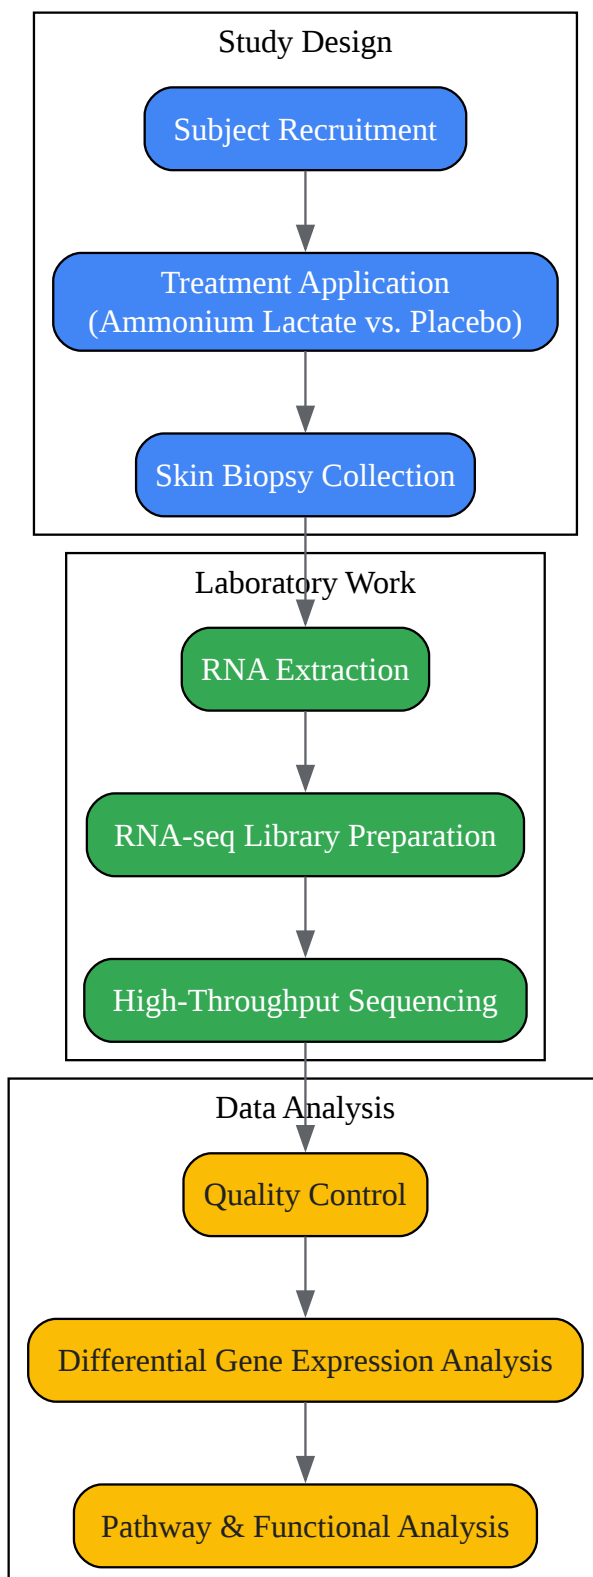 Study Design
Subject Recruitment
Treatment Application
(Ammonium Lactate vs. Placebo)
Skin Biopsy Collection
Laboratory Work
RNA Extraction
RNA-seq Library Preparation
High-Throughput Sequencing
Data Analysis
Quality Control
Differential Gene Expression Analysis
Pathway & Functional Analysis